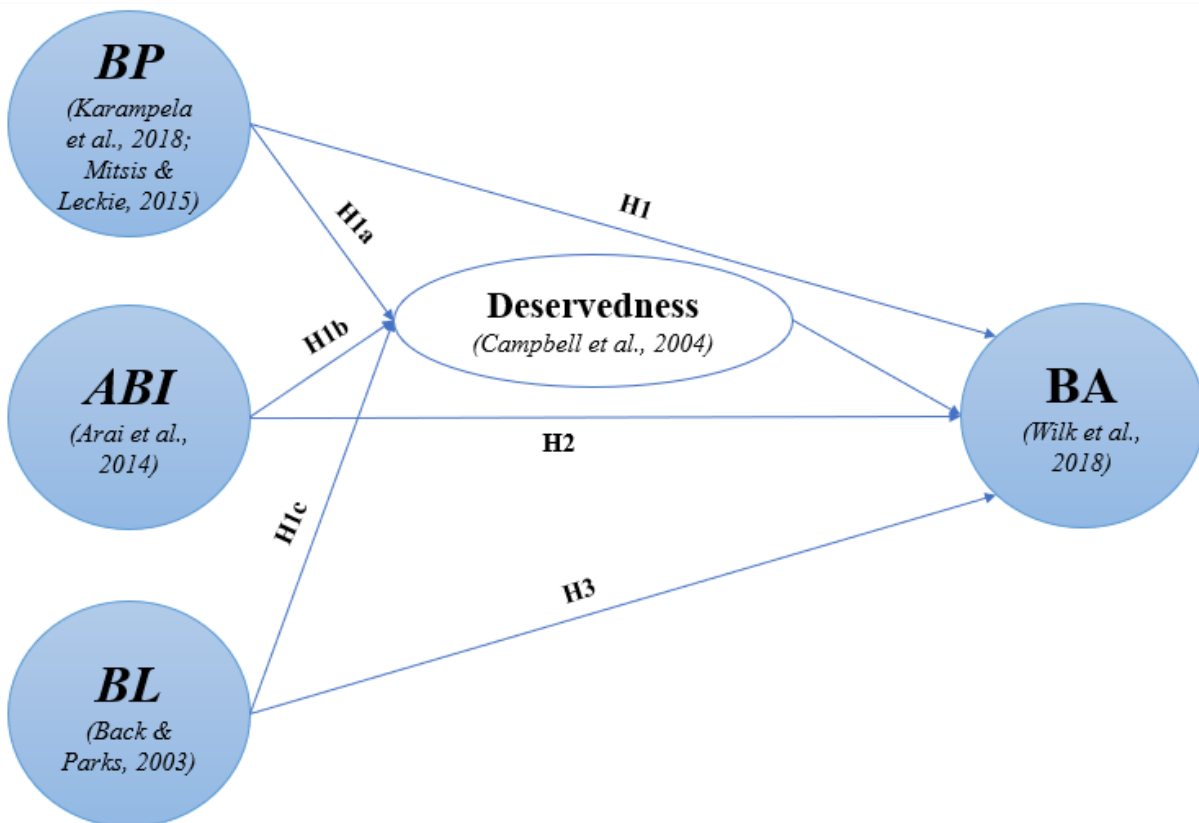 BP
(Karampela
et al., 2018;
Mitsis &
Leckie, 2015)
H1
H1a
Deservedness
(Campbell et al., 2004)
H1b
ABI
(Arai et al.,
2014)
H2
BA
(Wilk et al.,
2018)
H1c
H3
BL
(Back &
Parks, 2003)